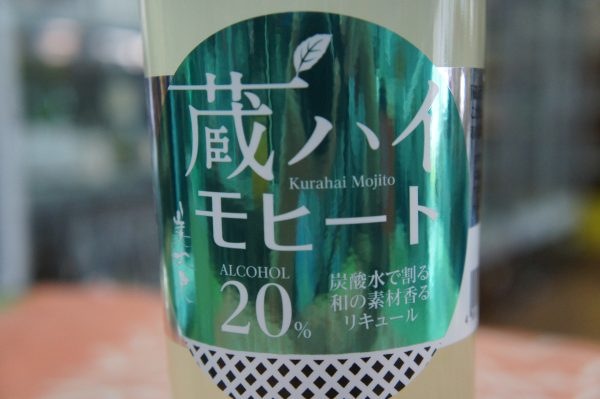 蔵ハイ
Kurahai Mojito
モヒート
ALCOHOL
20%
炭酸水で割る
和の素材香る
リキュール